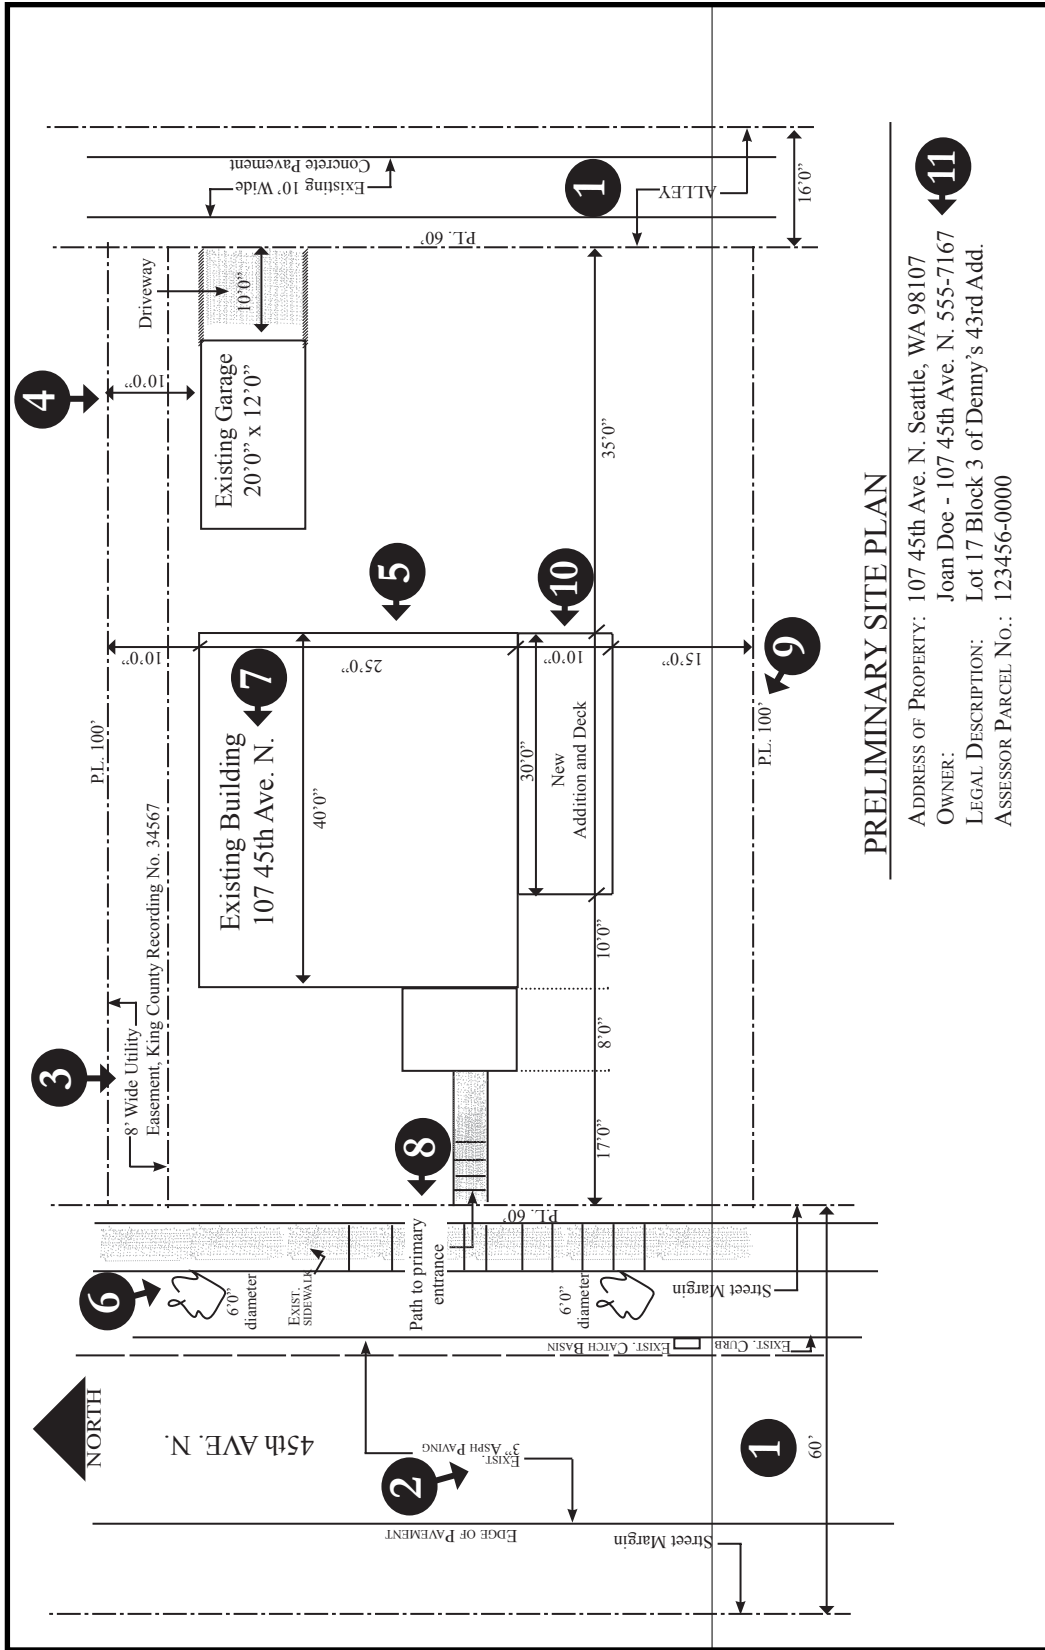 NORTH
45th AVE. N.
1
60'
2
EXIST.
3" ASPH PAVING
EDGE OF PAVEMENT
Street Margin
Street Margin
EXIST. CURB
EXIST. CATCH BASIN
6
6'0"
diameter
EXIST.
SIDEWALK
Path to primary
entrance
6'0"
diameter
P.L. 60'
8
3
8' Wide Utility
Easement, King County Recording No. 34567
P.L. 100'
17'0"
8'0"
10'0"
Existing Building
107 45th Ave. N.
7
40'0"
10'0"
25'0"
10'0"
15'0"
30'0"
New
Addition and Deck
5
10
9
P.L. 100'
35'0"
4
10'0"
Existing Garage
20'0" x 12'0"
Driveway
10'0"
P.L. 60'
Existing 10' Wide
Concrete Pavement
1
ALLEY
16'0"
PRELIMINARY SITE PLAN
ADDRESS OF PROPERTY: 107 45th Ave. N. Seattle, WA 98107
OWNER: Joan Doe - 107 45th Ave. N. 555-7167
LEGAL DESCRIPTION: Lot 17 Block 3 of Denny's 43rd Add.
ASSESSOR PARCEL NO.: 123456-0000
11